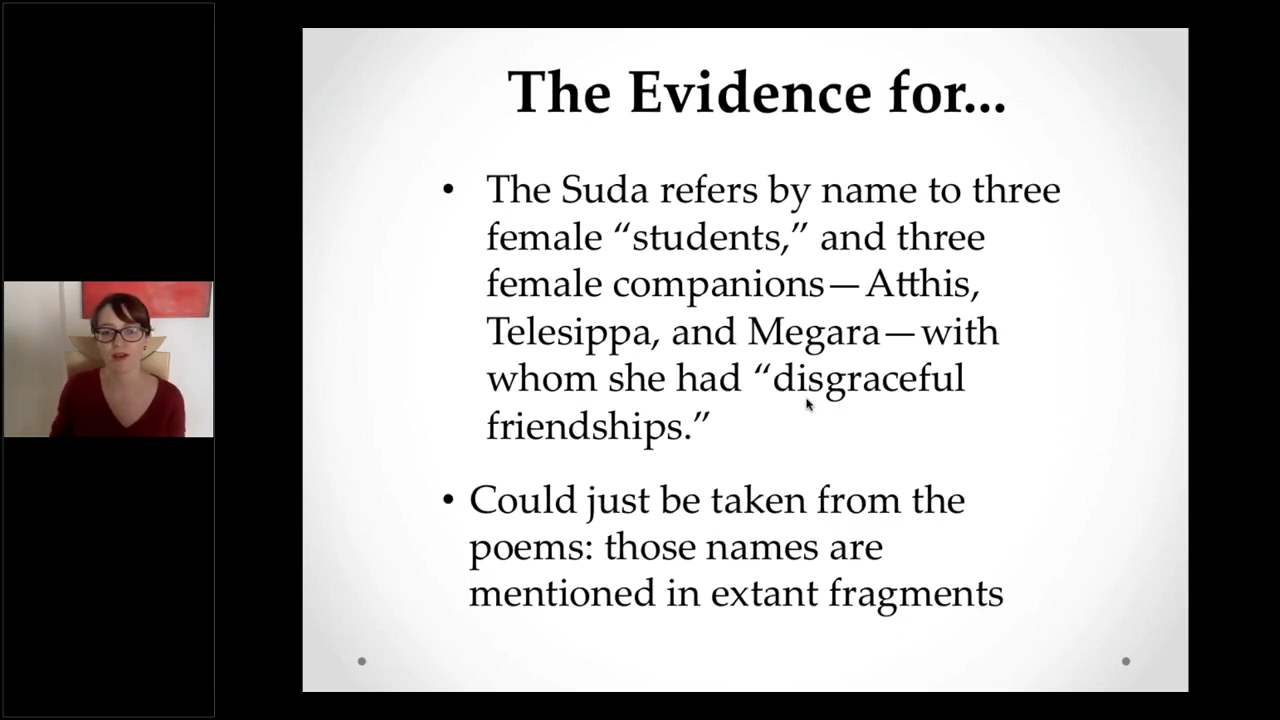 The Evidence for...
• The Suda refers by name to three
female “students,” and three
female companions—Atthis,
Telesippa, and Megara—with
whom she had “disgraceful
friendships.”
• Could just be taken from the
poems: those names are
mentioned in extant fragments